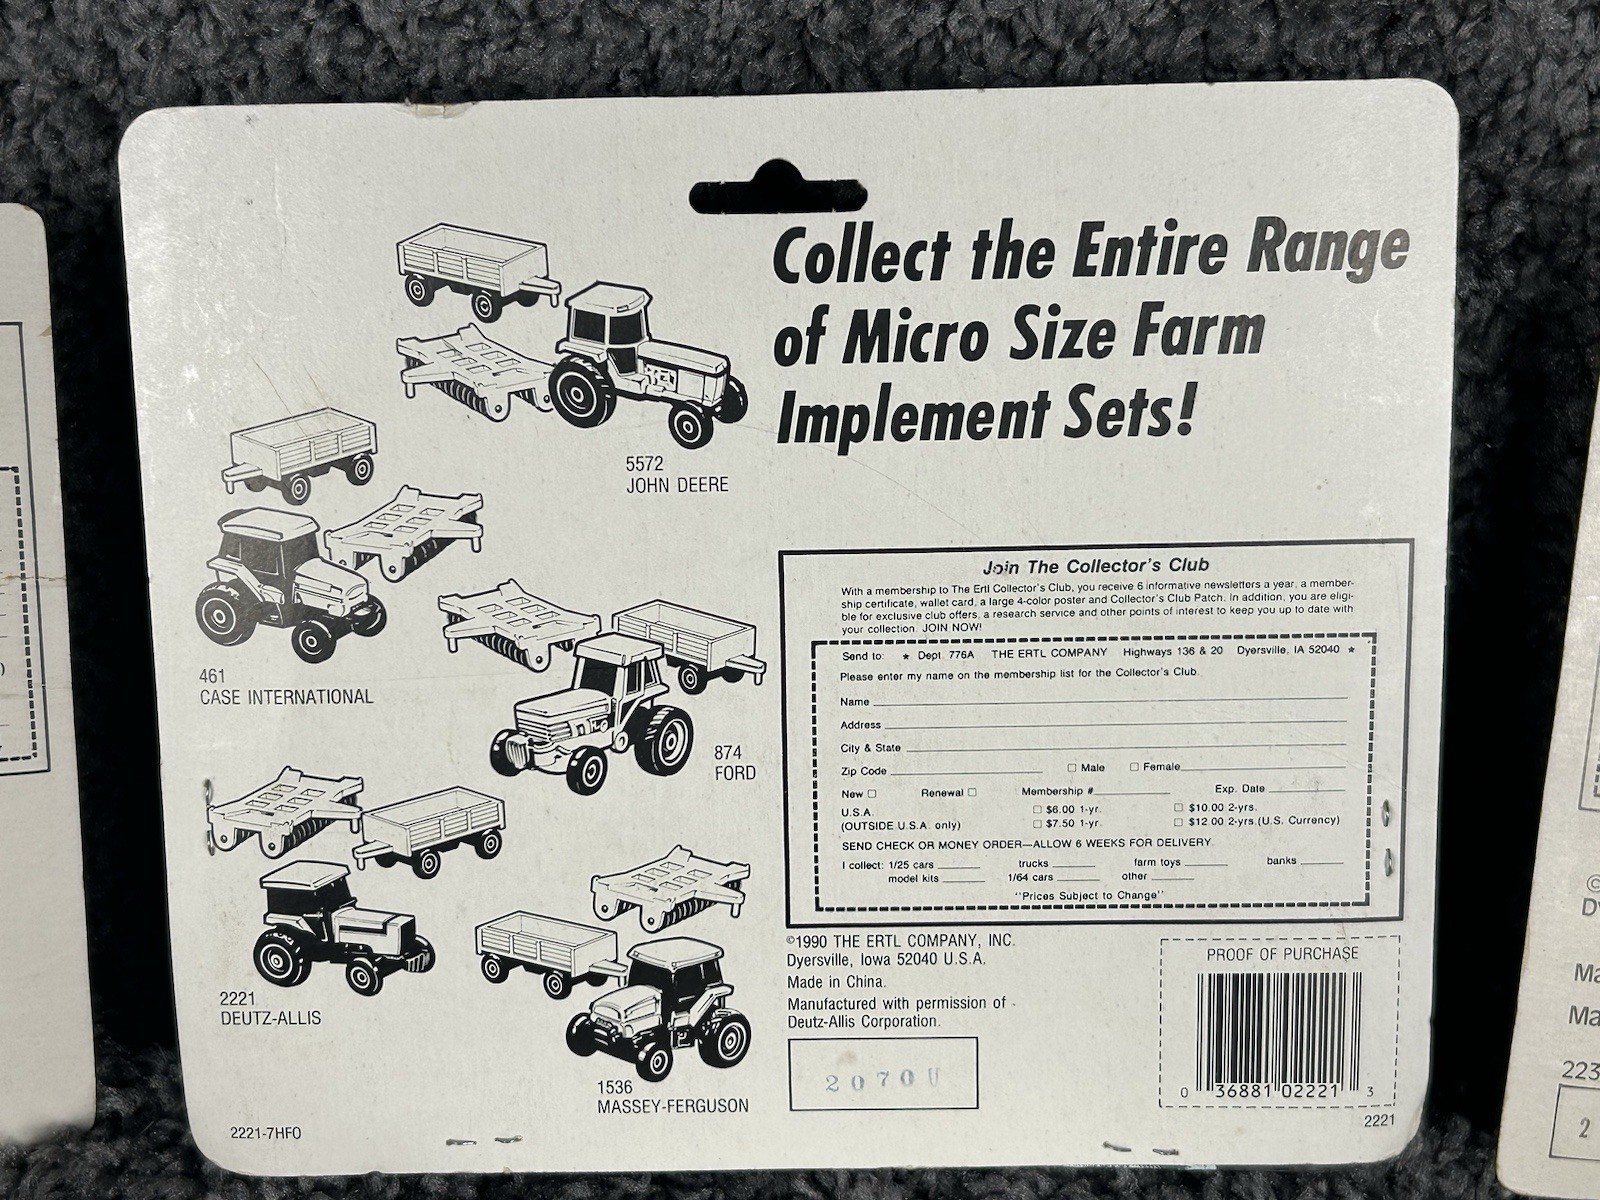 Collect the Entire Range
of Micro Size Farm
Implement Sets!
5572
JOHN DEERE
461
CASE INTERNATIONAL
874
FORD
2221
DEUTZ-ALLIS
1536
MASSEY-FERGUSON
2221-7HFO
Join The Collector's Club
With a membership to The Ertl Collector's Club, you receive 6 informative newsletters a year, a member-
ship certificate, wallet card, a large 4-color poster and Collector's Club Patch. In addition, you are eligi-
ble for exclusive club offers, a research service and other points of interest to keep you up to date with
your collection. JOIN NOW!
Send to: ★ Dept. 776A THE ERTL COMPANY Highways 136 & 20 Dyersville, IA 52040 ★
Please enter my name on the membership list for the Collector's Club.
Name
Address
City & State
Zip Code □ Male □ Female
New □ Renewal □ Membership # Exp. Date
U.S.A. □ $6.00 1-yr. □ $10.00 2-yrs.
(OUTSIDE U.S.A. only) □ $7.50 1-yr. □ $12.00 2-yrs. (U.S. Currency)
SEND CHECK OR MONEY ORDER—ALLOW 6 WEEKS FOR DELIVERY.
I collect: 1/25 cars trucks farm toys banks
model kits 1/64 cars other
"Prices Subject to Change"
©1990 THE ERTL COMPANY, INC.
Dyersville, Iowa 52040 U.S.A.
Made in China.
Manufactured with permission of
Deutz-Allis Corporation.
2070U
PROOF OF PURCHASE
0 36881 02221 3
2221
©
Ma
Ma
223
2